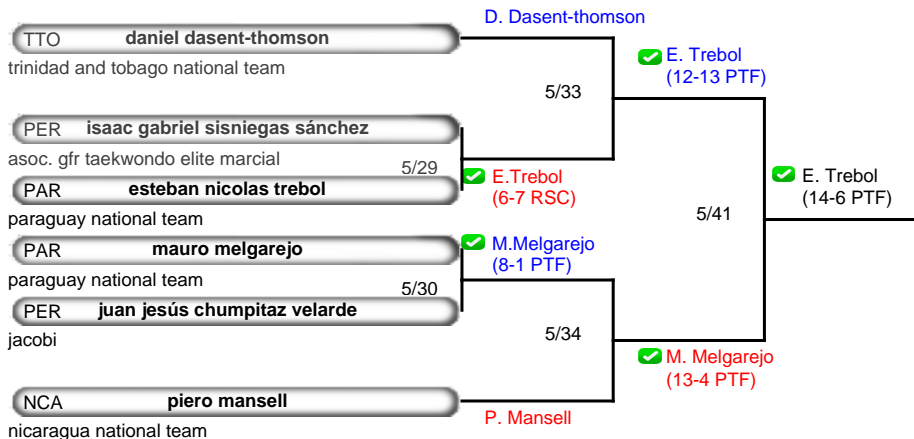 D. Dasent-thomson
TTO daniel dasent-thomson
trinidad and tobago national team
E. Trebol
(12-13 PTF)
5/33
PER isaac gabriel sisniegas sánchez
asoc. gfr taekwondo elite marcial
5/29
E.Trebol
(6-7 RSC)
PAR esteban nicolas trebol
paraguay national team
E. Trebol
(14-6 PTF)
5/41
PAR mauro melgarejo
paraguay national team
M.Melgarejo
(8-1 PTF)
5/30
PER juan jesús chumpitaz velarde
jacobi
5/34
M. Melgarejo
(13-4 PTF)
NCA piero mansell
nicaragua national team
P. Mansell